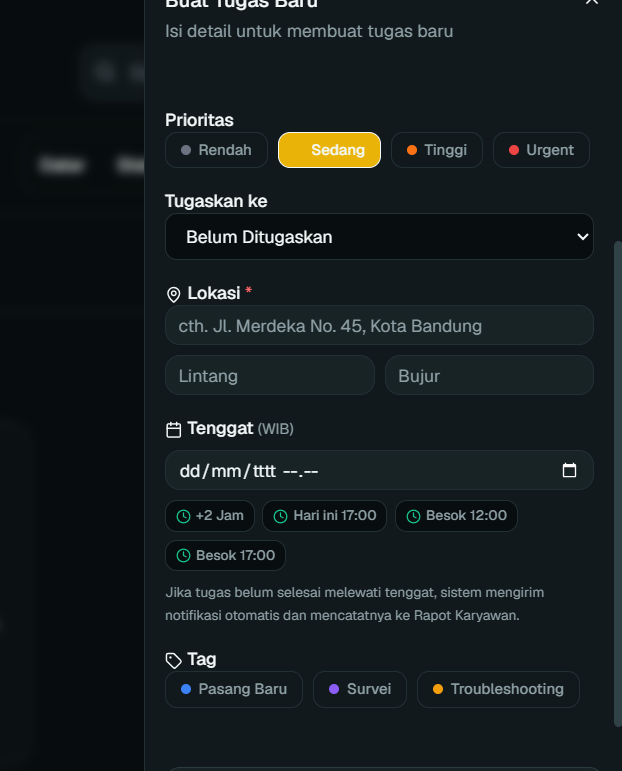 Buat Tugas Baru
Isi detail untuk membuat tugas baru
Prioritas
Rendah
Sedang
Tinggi
Urgent
Tugaskan ke
Belum Ditugaskan
Lokasi *
cth. Jl. Merdeka No. 45, Kota Bandung
Lintang
Bujur
Tenggat (WIB)
dd/mm/tttt --.--
+2 Jam
Hari ini 17:00
Besok 12:00
Besok 17:00
Jika tugas belum selesai melewati tenggat, sistem mengirim
notifikasi otomatis dan mencatatnya ke Rapot Karyawan.
Tag
Pasang Baru
Survei
Troubleshooting